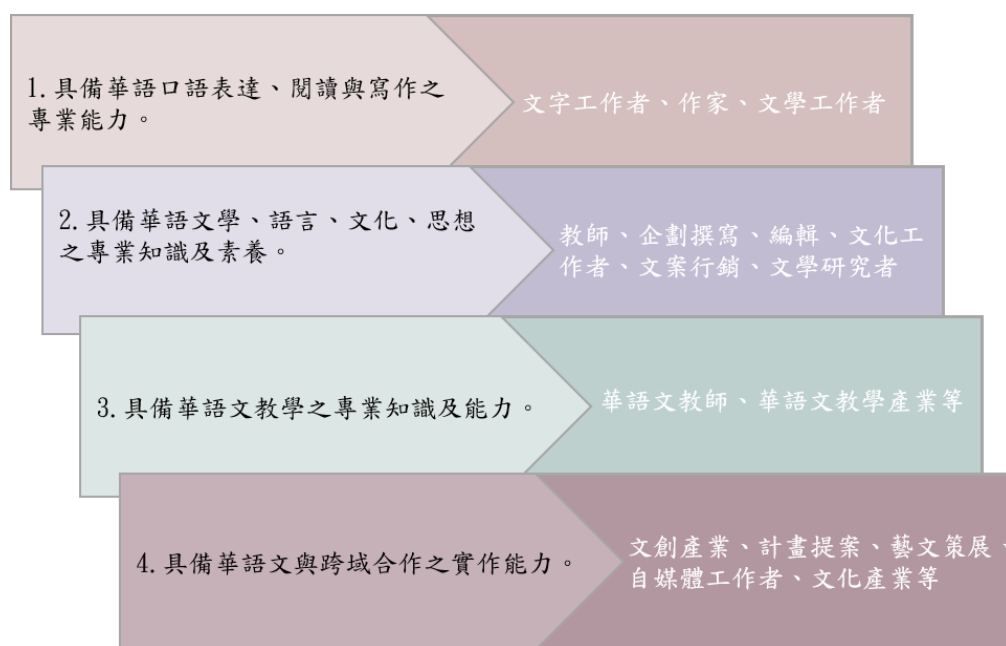 1.具備華語口語表達、閱讀與寫作之
專業能力。
文字工作者、作家、文學工作者
2.具備華語文學、語言、文化、思想
之專業知識及素養。
教師、企劃撰寫、編輯、文化工
作者、文案行銷、文學研究者
3.具備華語文教學之專業知識及能力。
華語文教師、華語文教學產業等
4.具備華語文與跨域合作之實作能力。
文創產業、計畫提案、藝文策展、
自媒體工作者、文化產業等